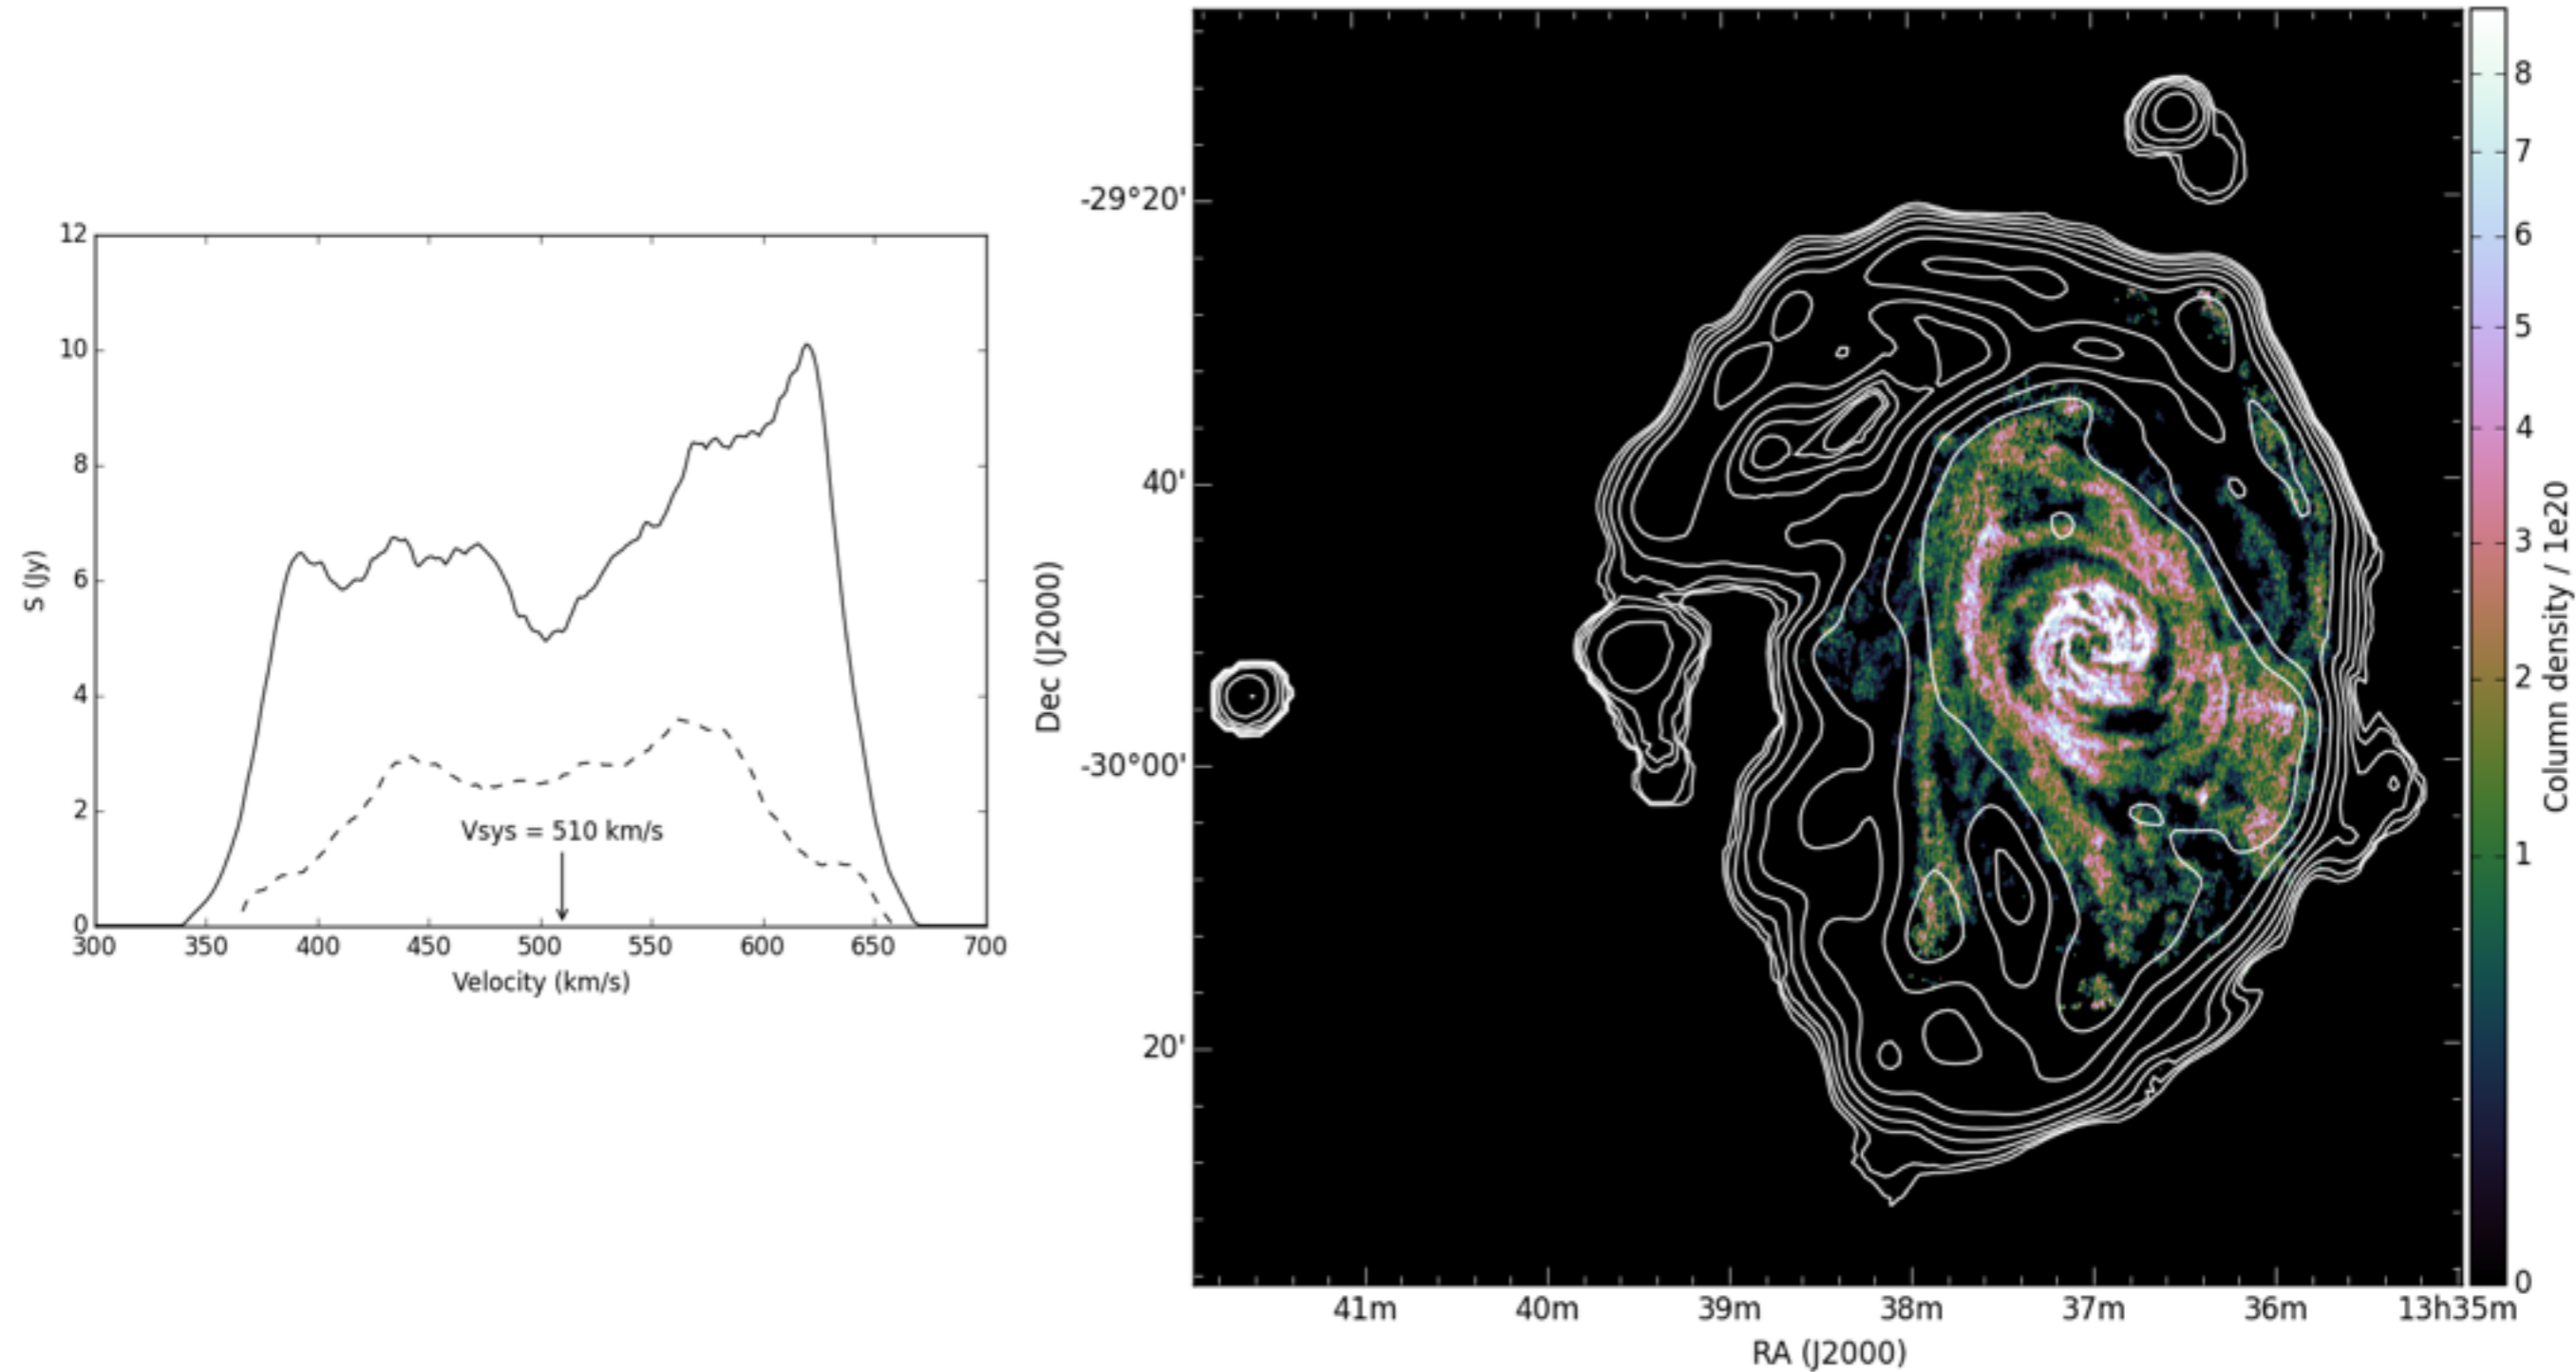 12
10
8
6
4
2
0
S (Jy)
Vsys = 510 km/s
300 350 400 450 500 550 600 650 700
Velocity (km/s)
-29°20'
40'
-30°00'
20'
Dec (J2000)
41m 40m 39m 38m 37m 36m 13h35m
RA (J2000)
8
7
6
5
4
3
2
1
0
Column density / 1e20